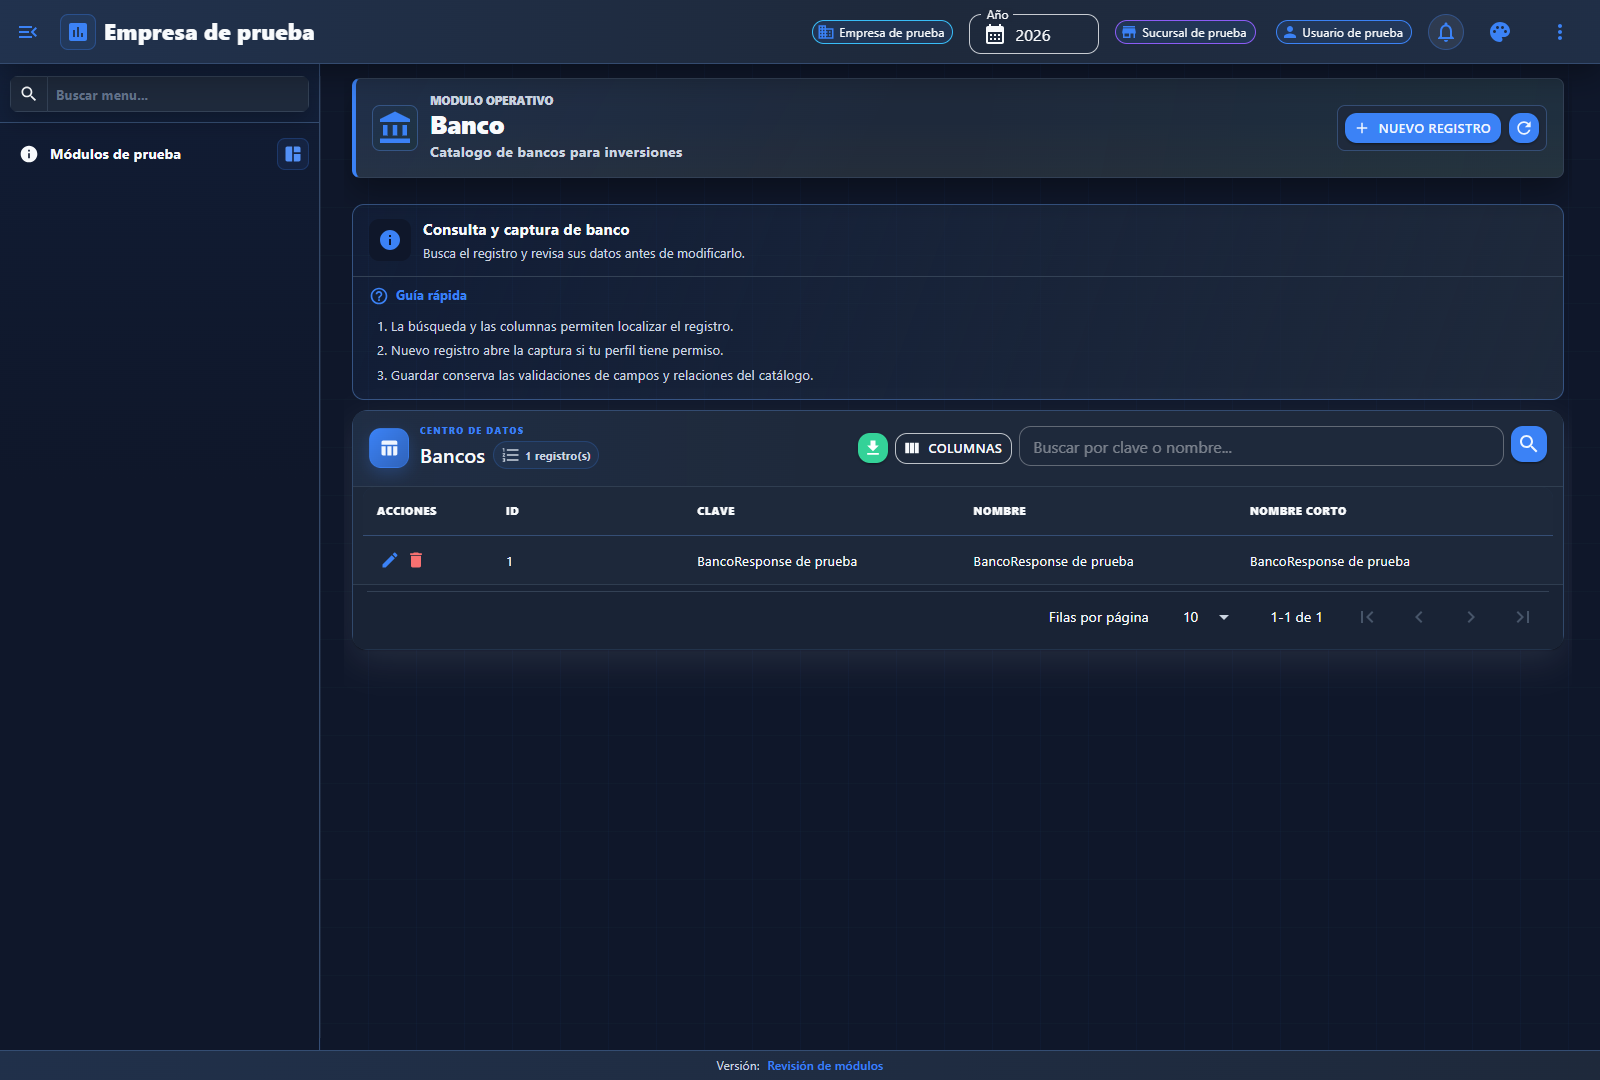 Empresa de prueba
Empresa de prueba
Año
2026
Sucursal de prueba
Usuario de prueba
Buscar menu...
Módulos de prueba
MODULO OPERATIVO
Banco
Catalogo de bancos para inversiones
NUEVO REGISTRO
Consulta y captura de banco
Busca el registro y revisa sus datos antes de modificarlo.
Guía rápida
1. La búsqueda y las columnas permiten localizar el registro.
2. Nuevo registro abre la captura si tu perfil tiene permiso.
3. Guardar conserva las validaciones de campos y relaciones del catálogo.
CENTRO DE DATOS
Bancos
1 registro(s)
COLUMNAS
Buscar por clave o nombre...
ACCIONES ID CLAVE NOMBRE NOMBRE CORTO
1 BancoResponse de prueba BancoResponse de prueba BancoResponse de prueba
Filas por página 10 1-1 de 1
Versión: Revisión de módulos